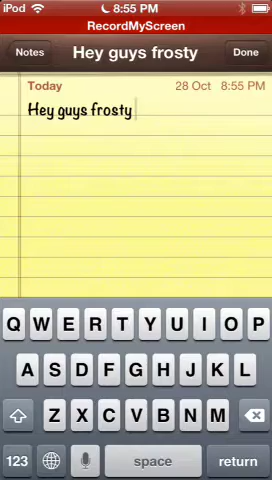 iPod 8:55 PM
RecordMyScreen
Notes Hey guys frosty Done
Today 28 Oct 8:55 PM
Hey guys frosty
Q W E R T Y U I O P
A S D F G H J K L
Z X C V B N M
123 space return